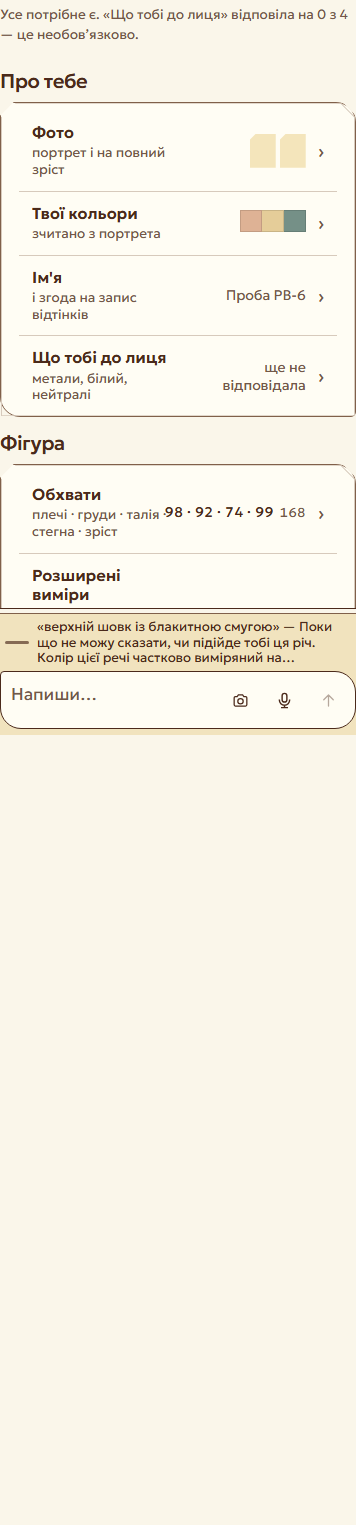 Усе потрібне є. «Що тобі до лиця» відповіла на 0 з 4
— це необов’язково.
Про тебе
Фото
портрет і на повний
зріст
Твої кольори
зчитано з портрета
Ім'я
і згода на запис
відтінків
Проба РВ-6
Що тобі до лиця
метали, білий,
нейтралі
ще не
відповідала
Фігура
Обхвати
плечі · груди · талія ·
стегна · зріст
98 · 92 · 74 · 99 168
Розширені
виміри
«верхній шовк із блакитною смугою» — Поки
що не можу сказати, чи підійде тобі ця річ.
Колір цієї речі частково виміряний на…
Напиши…